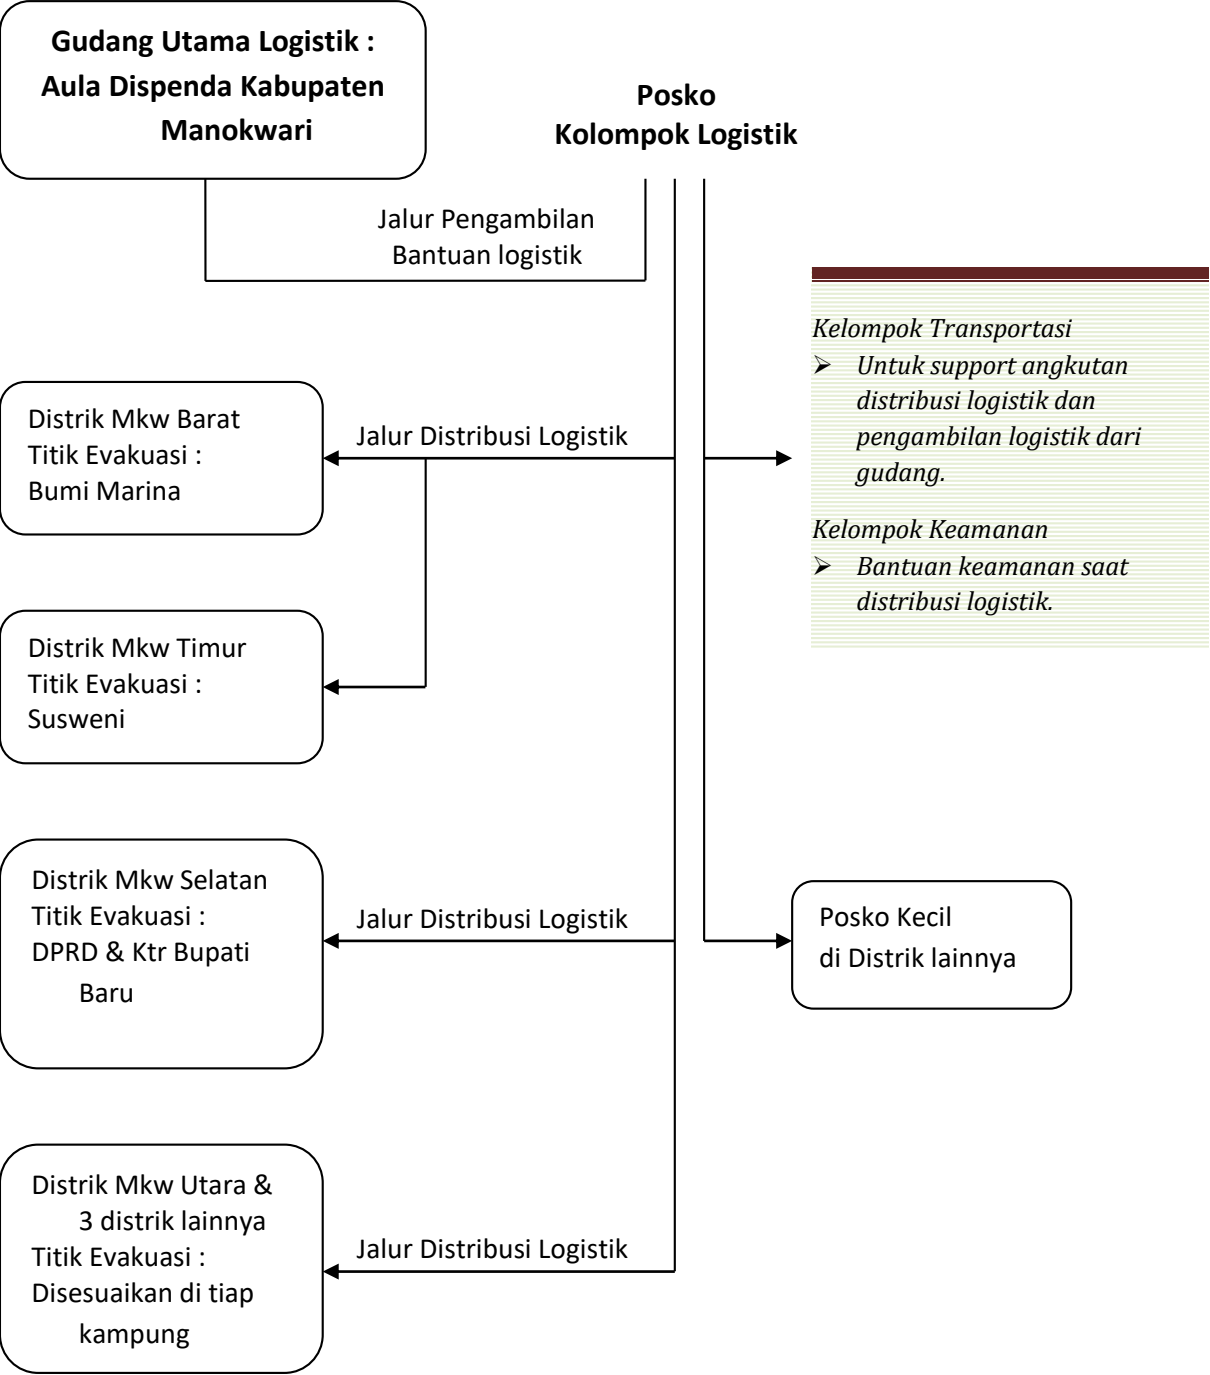 Gudang Utama Logistik :
Aula Dispenda Kabupaten
Manokwari
Posko
Kolompok Logistik
Jalur Pengambilan
Bantuan logistik
Kelompok Transportasi
➢ Untuk support angkutan
distribusi logistik dan
pengambilan logistik dari
gudang.
Kelompok Keamanan
➢ Bantuan keamanan saat
distribusi logistik.
Distrik Mkw Barat
Titik Evakuasi :
Bumi Marina
Jalur Distribusi Logistik
Distrik Mkw Timur
Titik Evakuasi :
Susweni
Distrik Mkw Selatan
Titik Evakuasi :
DPRD & Ktr Bupati
Baru
Jalur Distribusi Logistik
Posko Kecil
di Distrik lainnya
Distrik Mkw Utara &
3 distrik lainnya
Titik Evakuasi :
Disesuaikan di tiap
kampung
Jalur Distribusi Logistik